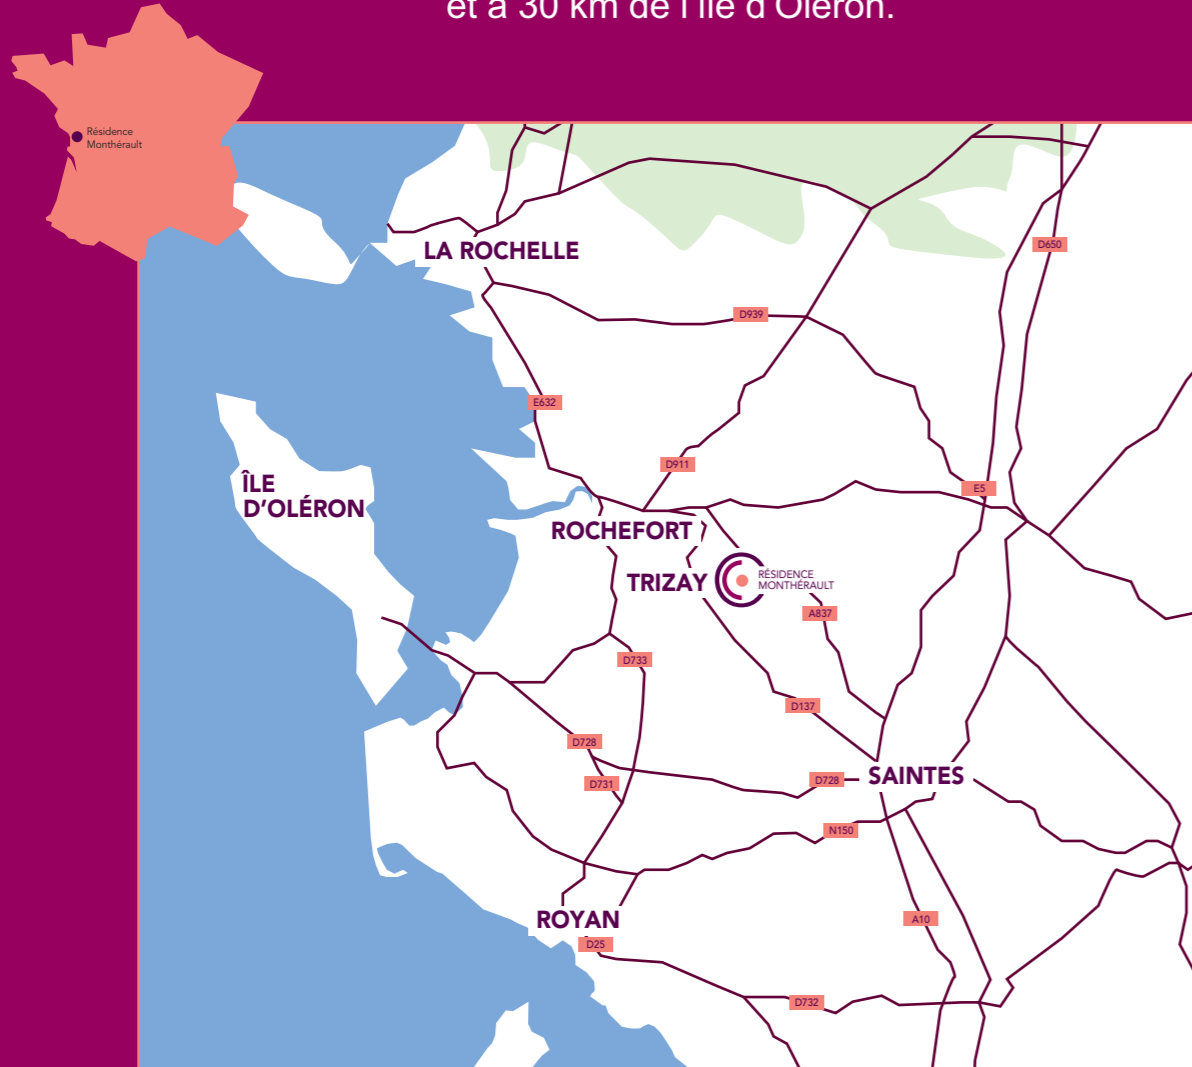 et à 30 km de l'île d'Oléron.
Résidence
Monthérault
LA ROCHELLE
D650
D939
E632
D911
E5
ÎLE
D'OLÉRON
ROCHEFORT
TRIZAY
RÉSIDENCE
MONTHÉRAULT
A837
D733
D137
D728
D731
D728
SAINTES
N150
ROYAN
A10
D25
D732